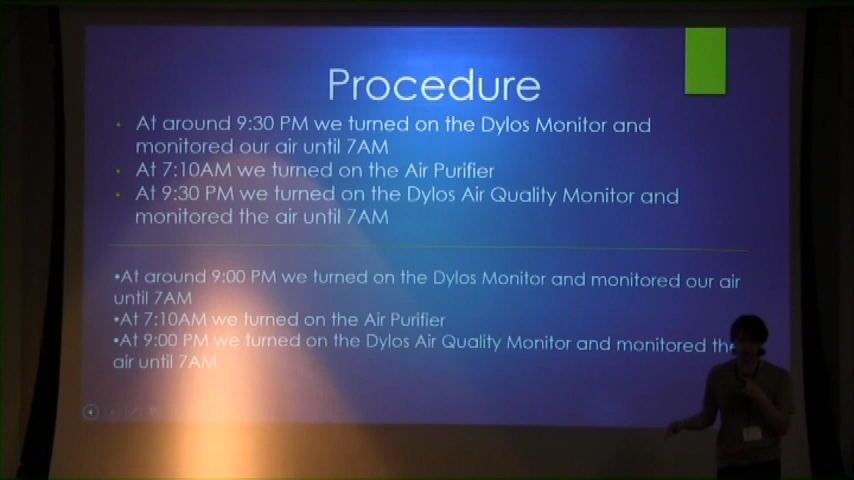 Procedure
• At around 9:30 PM we turned on the Dylos Monitor and
monitored our air until 7AM
• At 7:10AM we turned on the Air Purifier
• At 9:30 PM we turned on the Dylos Air Quality Monitor and
monitored the air until 7AM
•At around 9:00 PM we turned on the Dylos Monitor and monitored our air
until 7AM
•At 7:10AM we turned on the Air Purifier
•At 9:00 PM we turned on the Dylos Air Quality Monitor and monitored the
air until 7AM